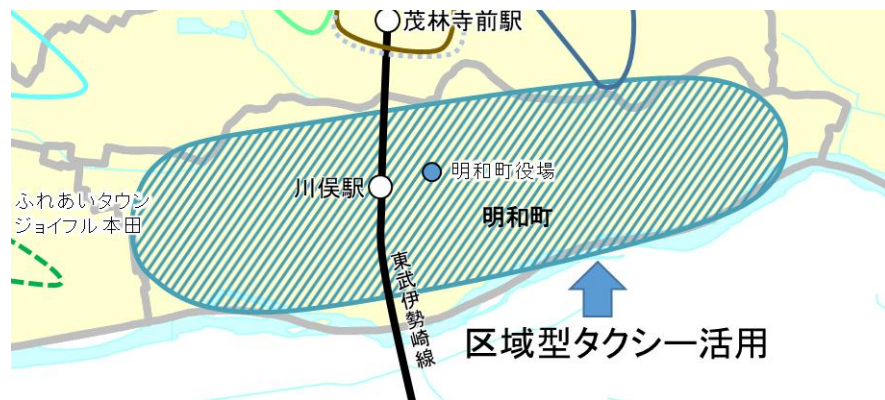 茂林寺前駅
川俣駅
明和町役場
ふれあいタウン
ジョイフル本田
明和町
東武伊勢崎線
区域型タクシー活用